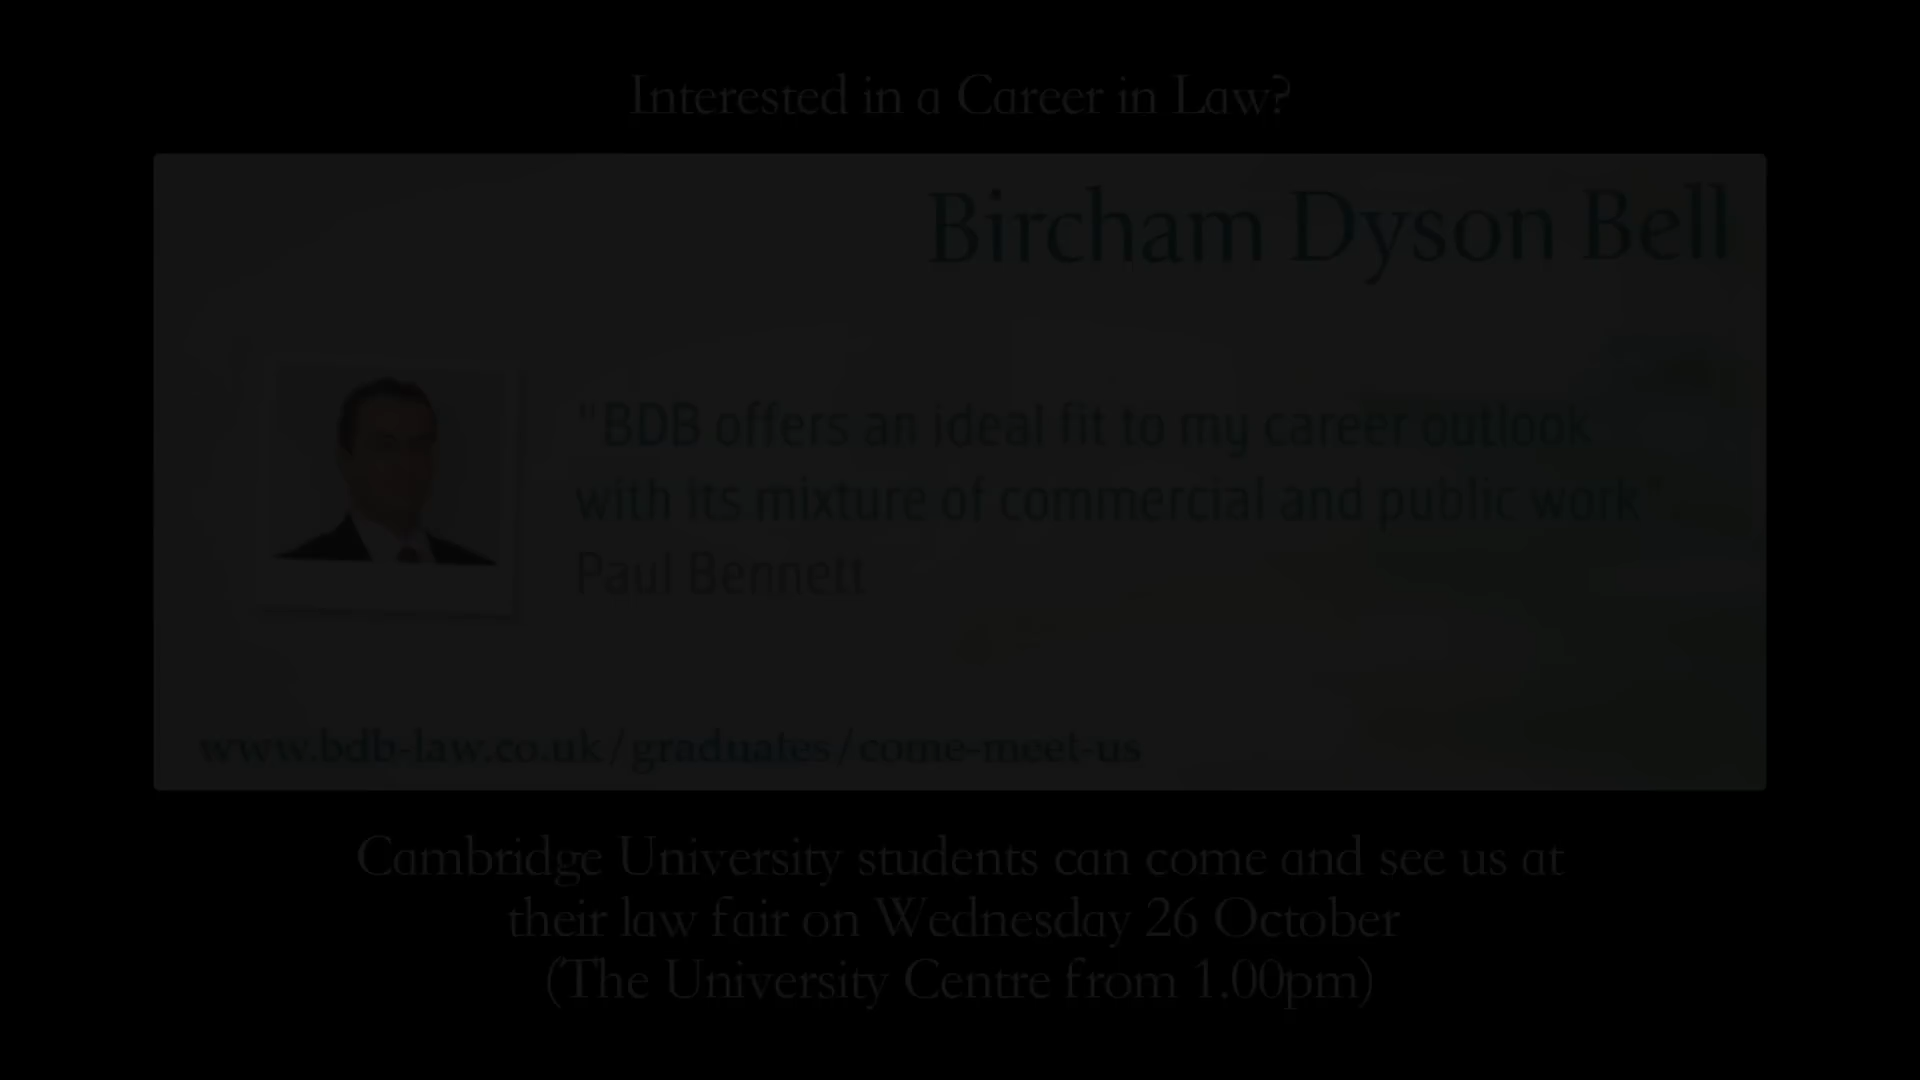 Interested in a Career in Law?
Bircham Dyson Bell
"BDB offers an ideal fit to my career outlook
with its mixture of commercial and public work"
Paul Bennett
www.bdb-law.co.uk/graduates/come-meet-us
Cambridge University students can come and see us at
their law fair on Wednesday 26 October
(The University Centre from 1.00pm)